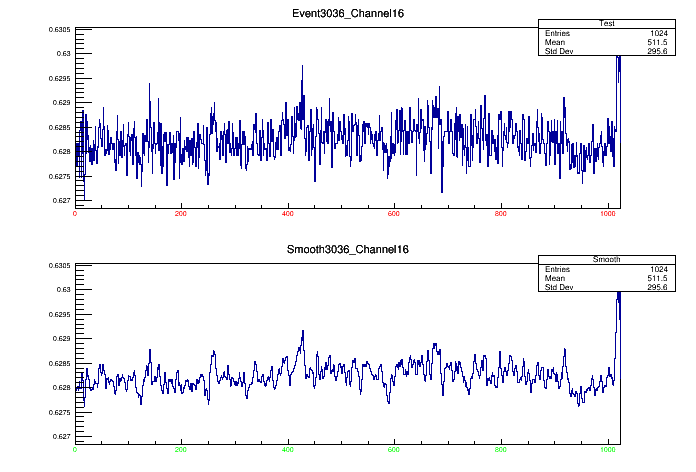 Event3036_Channel16
Test
Entries 1024
Mean 511.5
Std Dev 295.6
0.6305
0.63
0.6295
0.629
0.6285
0.628
0.6275
0.627
0 200 400 600 800 1000
Smooth3036_Channel16
Smooth
Entries 1024
Mean 511.5
Std Dev 295.6
0.6305
0.63
0.6295
0.629
0.6285
0.628
0.6275
0.627
0 200 400 600 800 1000